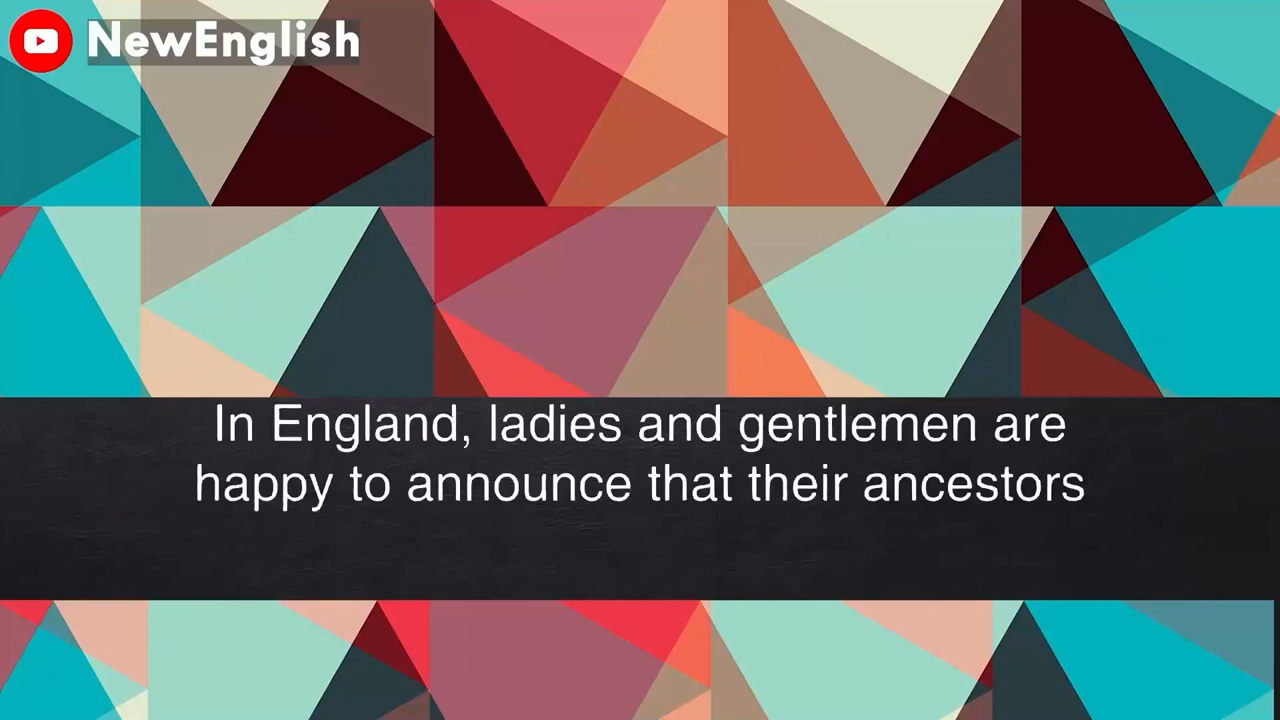 NewEnglish
In England, ladies and gentlemen are
happy to announce that their ancestors